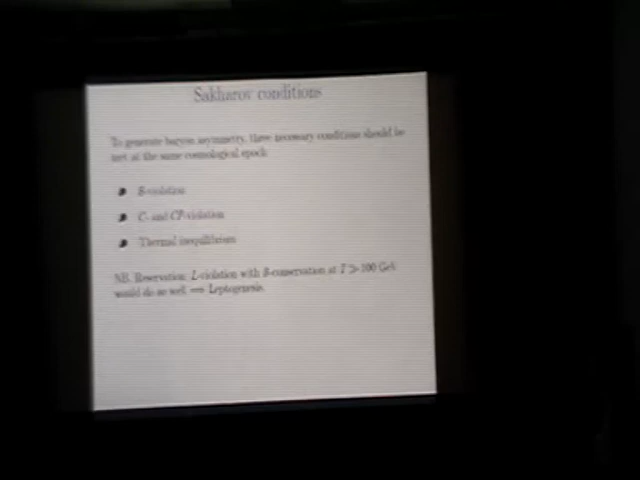 Sakharov conditions
To generate baryon asymmetry, three necessary conditions should be
met at the same cosmological epoch:
B-violation
C- and CP-violation
Thermal inequilibrium
NB. Reservation: L-violation with B-conservation at T ≫ 100 GeV
would do as well ⟹ Leptogenesis.